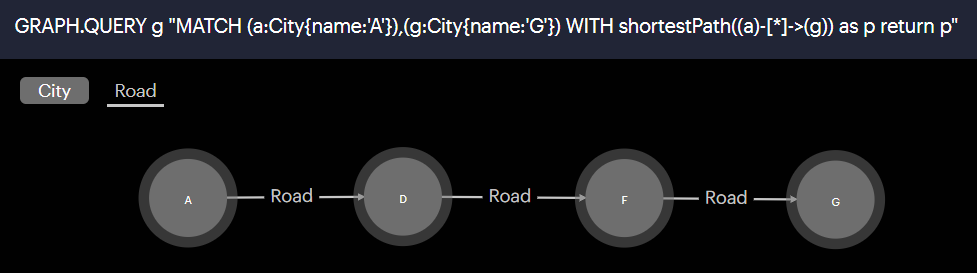 GRAPH.QUERY g "MATCH (a:City{name:'A'}),(g:City{name:'G'}) WITH shortestPath((a)-[*]->(g)) as p return p"
City Road
A Road D Road F Road G